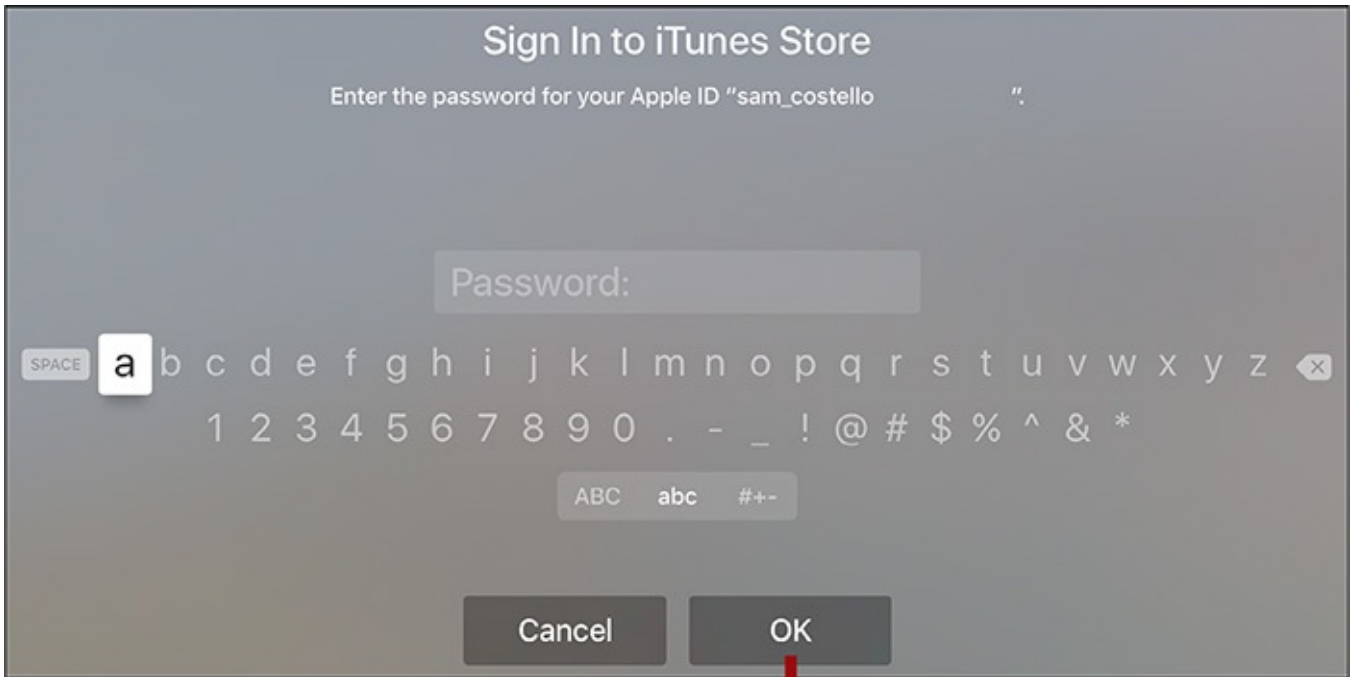 Sign In to iTunes Store
Enter the password for your Apple ID "sam_costello ".
Password:
SPACE a b c d e f g h i j k l m n o p q r s t u v w x y z
1 2 3 4 5 6 7 8 9 0 . - _ ! @ # $ % ^ & *
ABC abc #+-
Cancel OK